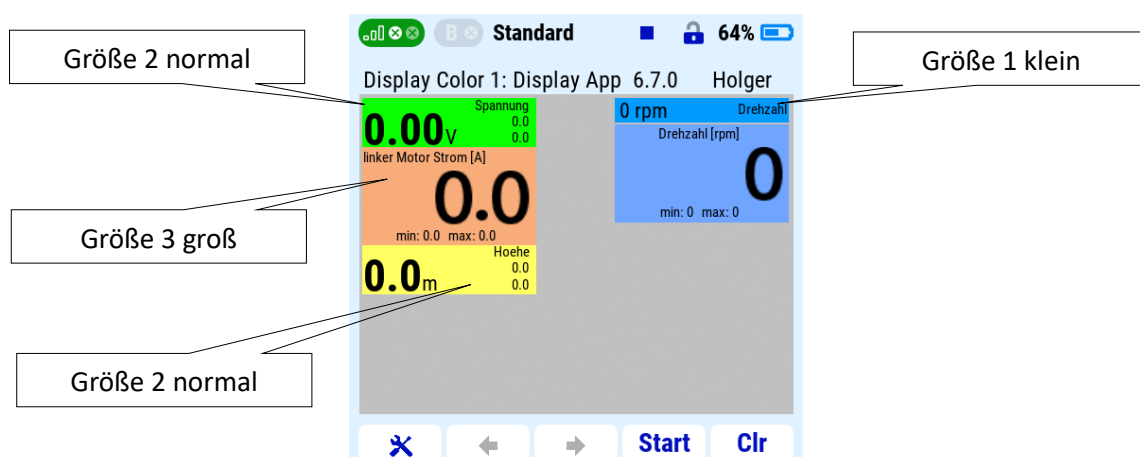 Größe 2 normal
Größe 3 groß
Größe 2 normal
Größe 1 klein
B Standard 64%
Display Color 1: Display App 6.7.0 Holger
Spannung
0.00V
0.0
0.0
linker Motor Strom [A]
0.0
min: 0.0 max: 0.0
Hoehe
0.0m
0.0
0.0
0 rpm Drehzahl
Drehzahl [rpm]
0
min: 0 max: 0
Start Clr